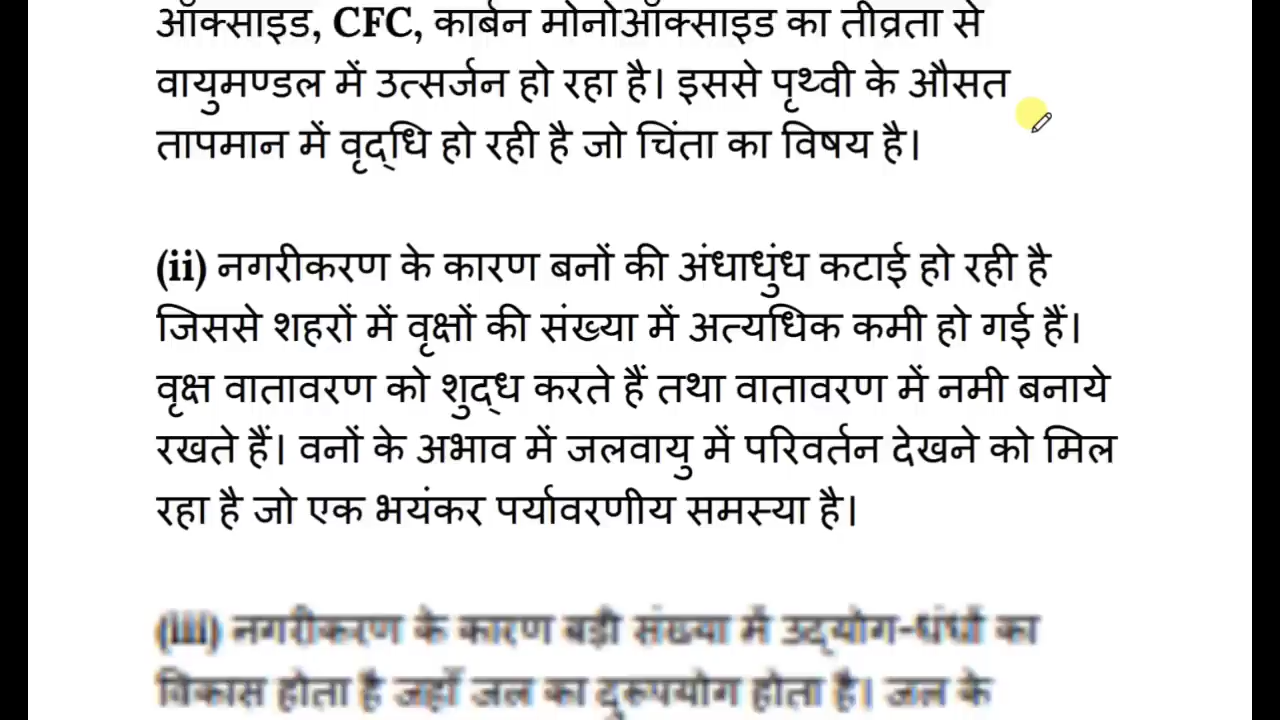 ऑक्साइड, CFC, कार्बन मोनोऑक्साइड का तीव्रता से
वायुमण्डल में उत्सर्जन हो रहा है। इससे पृथ्वी के औसत
तापमान में वृद्धि हो रही है जो चिंता का विषय है।
(ii) नगरीकरण के कारण बनों की अंधाधुंध कटाई हो रही है
जिससे शहरों में वृक्षों की संख्या में अत्यधिक कमी हो गई हैं।
वृक्ष वातावरण को शुद्ध करते हैं तथा वातावरण में नमी बनाये
रखते हैं। वनों के अभाव में जलवायु में परिवर्तन देखने को मिल
रहा है जो एक भयंकर पर्यावरणीय समस्या है।
(iii) नगरीकरण के कारण बड़ी संख्या में उद्योग-धंधों का
विकास होता है जहाँ जल का दुरुपयोग होता है। जल के